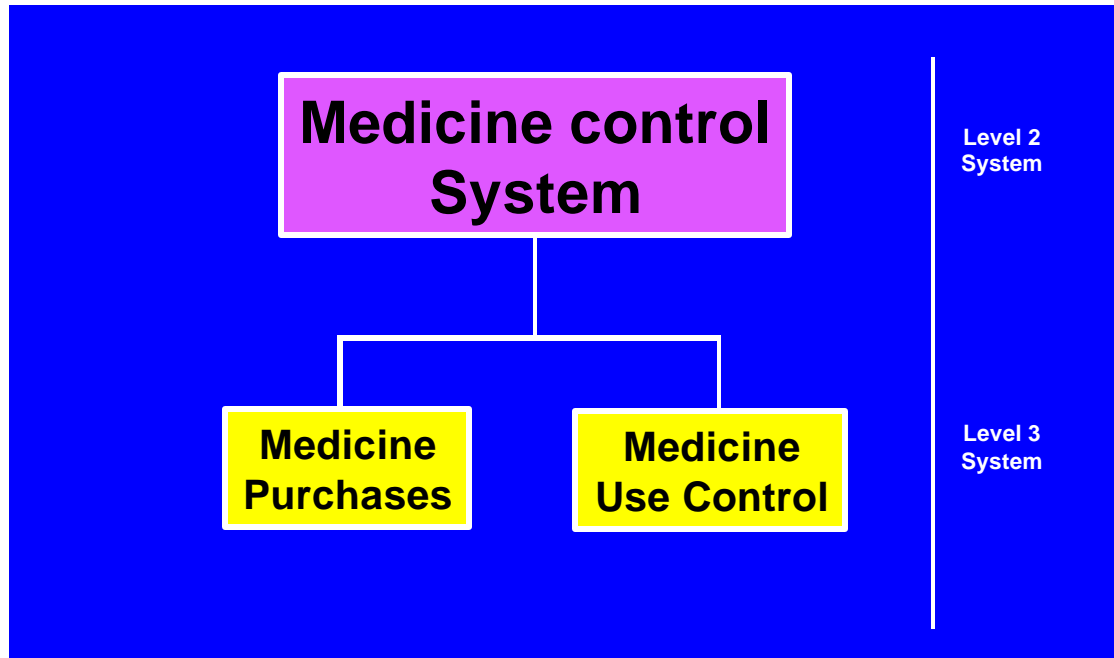 Medicine control
System
Level 2
System
Medicine
Purchases
Medicine
Use Control
Level 3
System